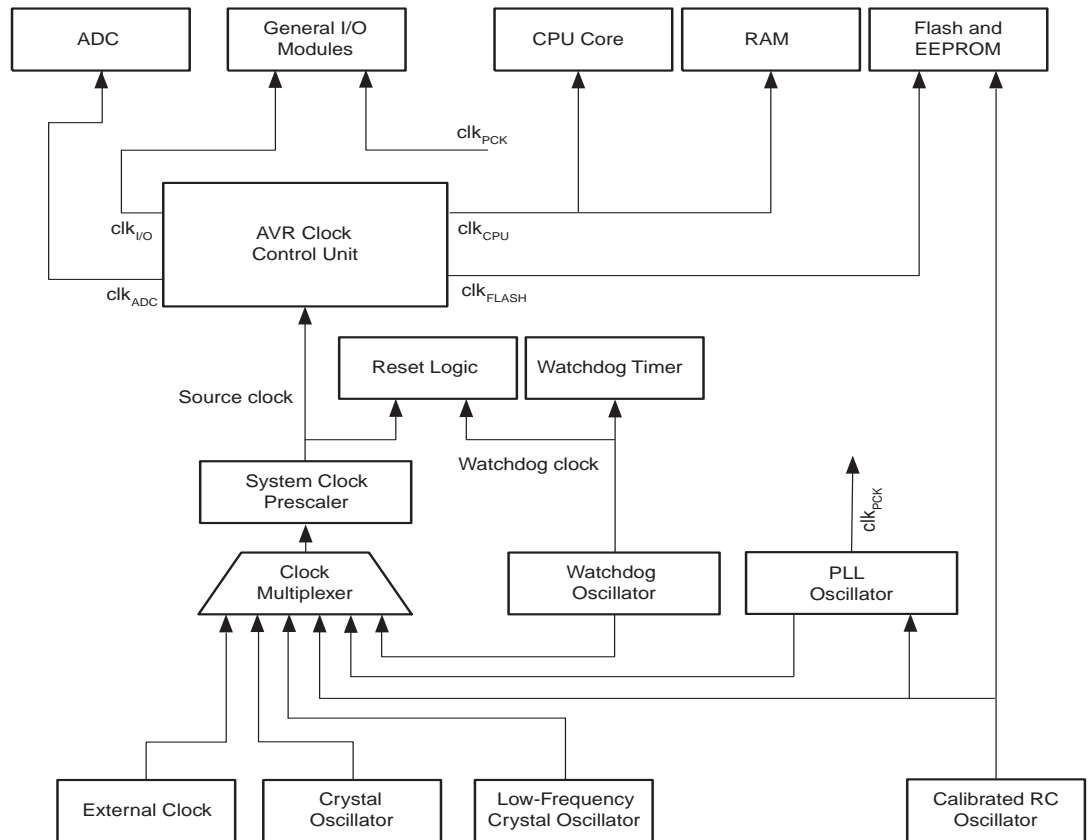 ADC
General I/O
Modules
CPU Core
RAM
Flash and
EEPROM
clkPCK
clkI/O
AVR Clock
Control Unit
clkCPU
clkADC
clkFLASH
Reset Logic
Watchdog Timer
Source clock
Watchdog clock
System Clock
Prescaler
clkPCK
Clock
Multiplexer
Watchdog
Oscillator
PLL
Oscillator
External Clock
Crystal
Oscillator
Low-Frequency
Crystal Oscillator
Calibrated RC
Oscillator